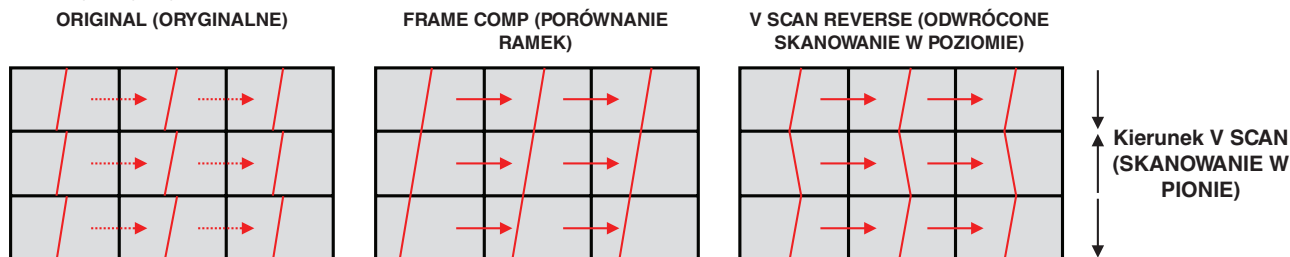 ORIGINAL (ORYGINALNE)
FRAME COMP (PORÓWNANIE
RAMEK)
V SCAN REVERSE (ODWRÓCONE
SKANOWANIE W POZIOMIE)
Kierunek V SCAN
(SKANOWANIE W
PIONIE)